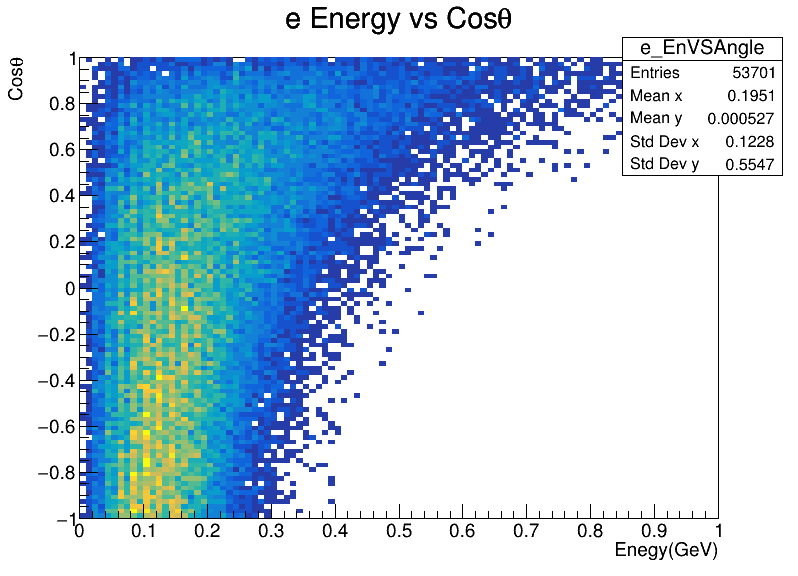 e Energy vs Cosθ
e_EnVSAngle
Entries 53701
Mean x 0.1951
Mean y 0.000527
Std Dev x 0.1228
Std Dev y 0.5547
Cosθ
1
0.8
0.6
0.4
0.2
0
−0.2
−0.4
−0.6
−0.8
−1
0 0.1 0.2 0.3 0.4 0.5 0.6 0.7 0.8 0.9 1
Enegy(GeV)